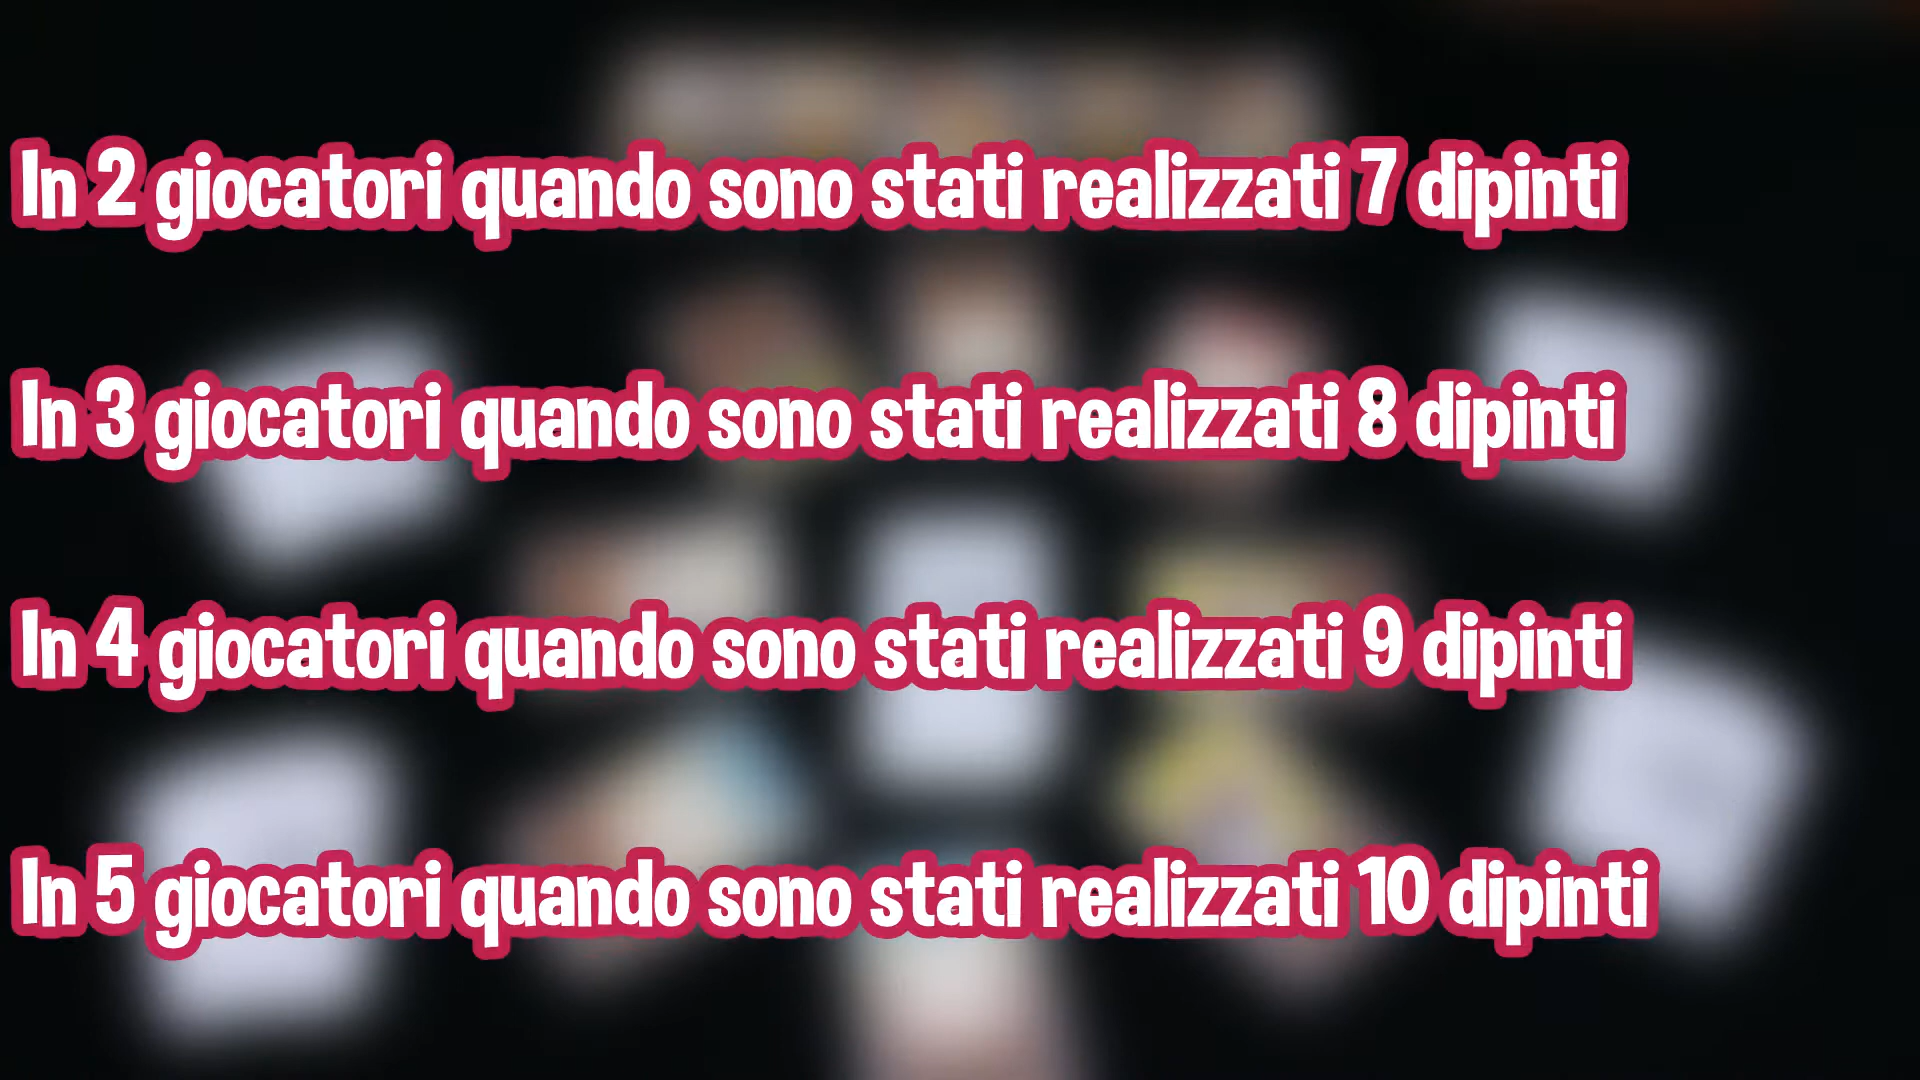 In 2 giocatori quando sono stati realizzati 7 dipinti
In 3 giocatori quando sono stati realizzati 8 dipinti
In 4 giocatori quando sono stati realizzati 9 dipinti
In 5 giocatori quando sono stati realizzati 10 dipinti